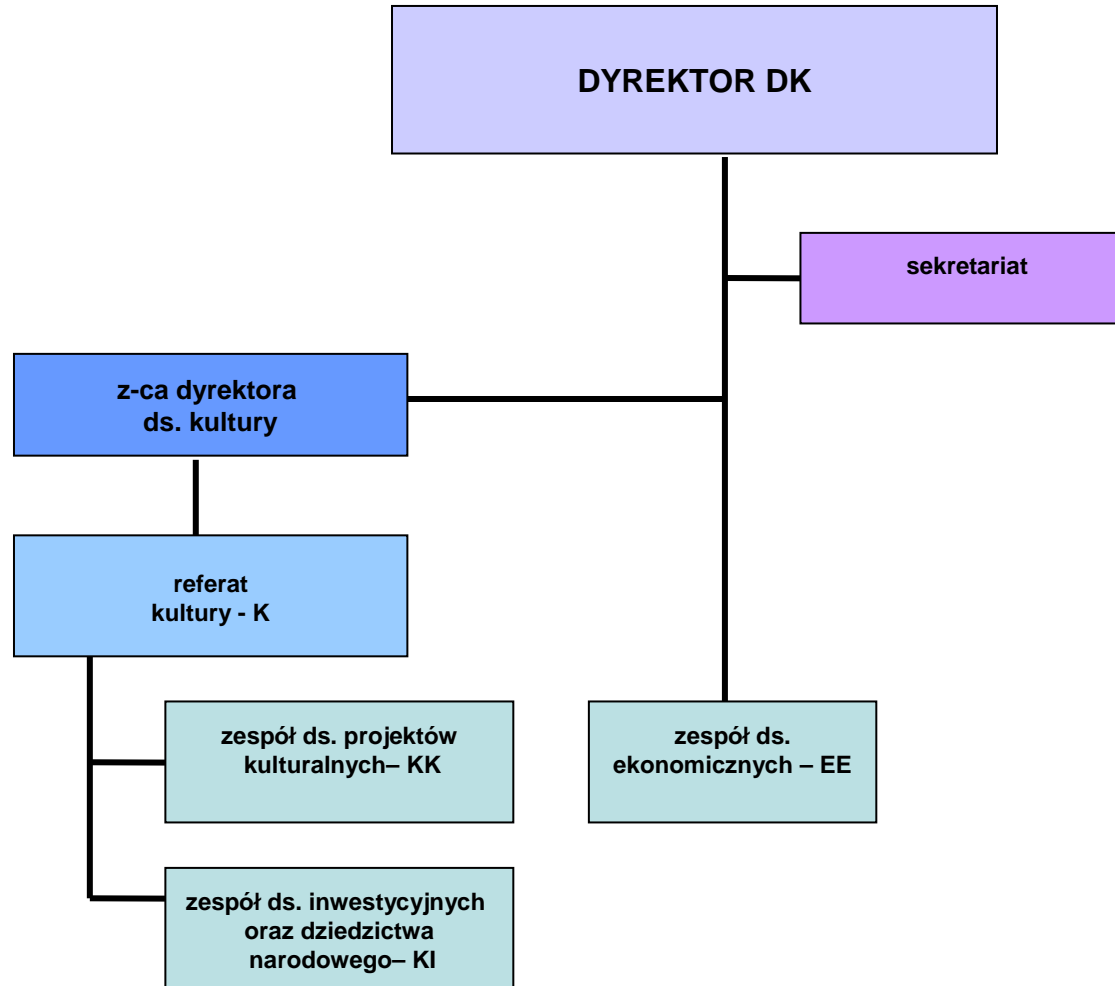 DYREKTOR DK
sekretariat
z-ca dyrektora
ds. kultury
referat
kultury - K
zespół ds. projektów
kulturalnych– KK
zespół ds.
ekonomicznych – EE
zespół ds. inwestycyjnych
oraz dziedzictwa
narodowego– KI